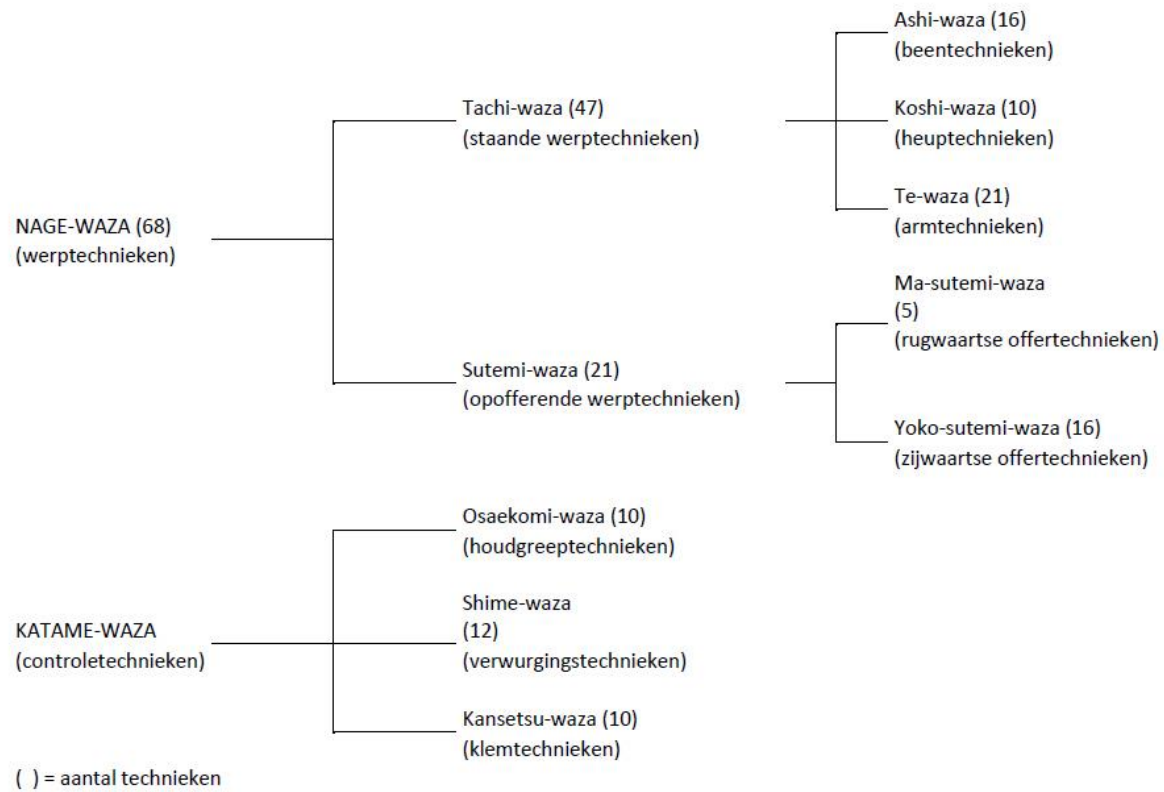 Ashi-waza (16)
(beentechnieken)
Tachi-waza (47)
(staande werptechnieken)
Koshi-waza (10)
(heuptechnieken)
Te-waza (21)
(armtechnieken)
NAGE-WAZA (68)
(werptechnieken)
Ma-sutemi-waza
(5)
(rugwaartse offertechnieken)
Sutemi-waza (21)
(opofferende werptechnieken)
Yoko-sutemi-waza (16)
(zijwaartse offertechnieken)
Osaekomi-waza (10)
(houdgreeptechnieken)
Shime-waza
(12)
(verwurgingstechnieken)
KATAME-WAZA
(controletechnieken)
Kansetsu-waza (10)
(klemtechnieken)
( ) = aantal technieken